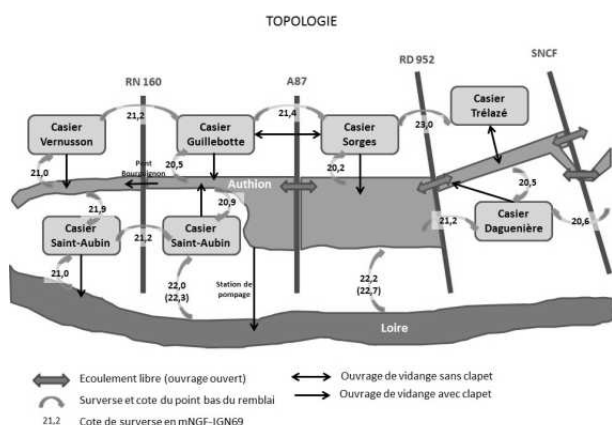 TOPOLOGIE
SNCF
RD 952
RN 160
A87
Casier
Trélazé
21,2
21,4
23,0
Casier
Vernusson
Casier
Guillebotte
Casier
Sorges
21,0
Pont
Bourguignon
20,5
20,2
Authion
20,5
21,9
20,9
Casier
Daguenière
21,2
20,6
Casier
Saint-Aubin
21,2
Casier
Saint-Aubin
21,0
22,0
(22,3)
Station de
pompage
22,2
(22,7)
Loire
Ecoulement libre (ouvrage ouvert)
Ouvrage de vidange sans clapet
Surverse et cote du point bas du remblai
Ouvrage de vidange avec clapet
21,2
Cote de surverse en mNGF-IGN69